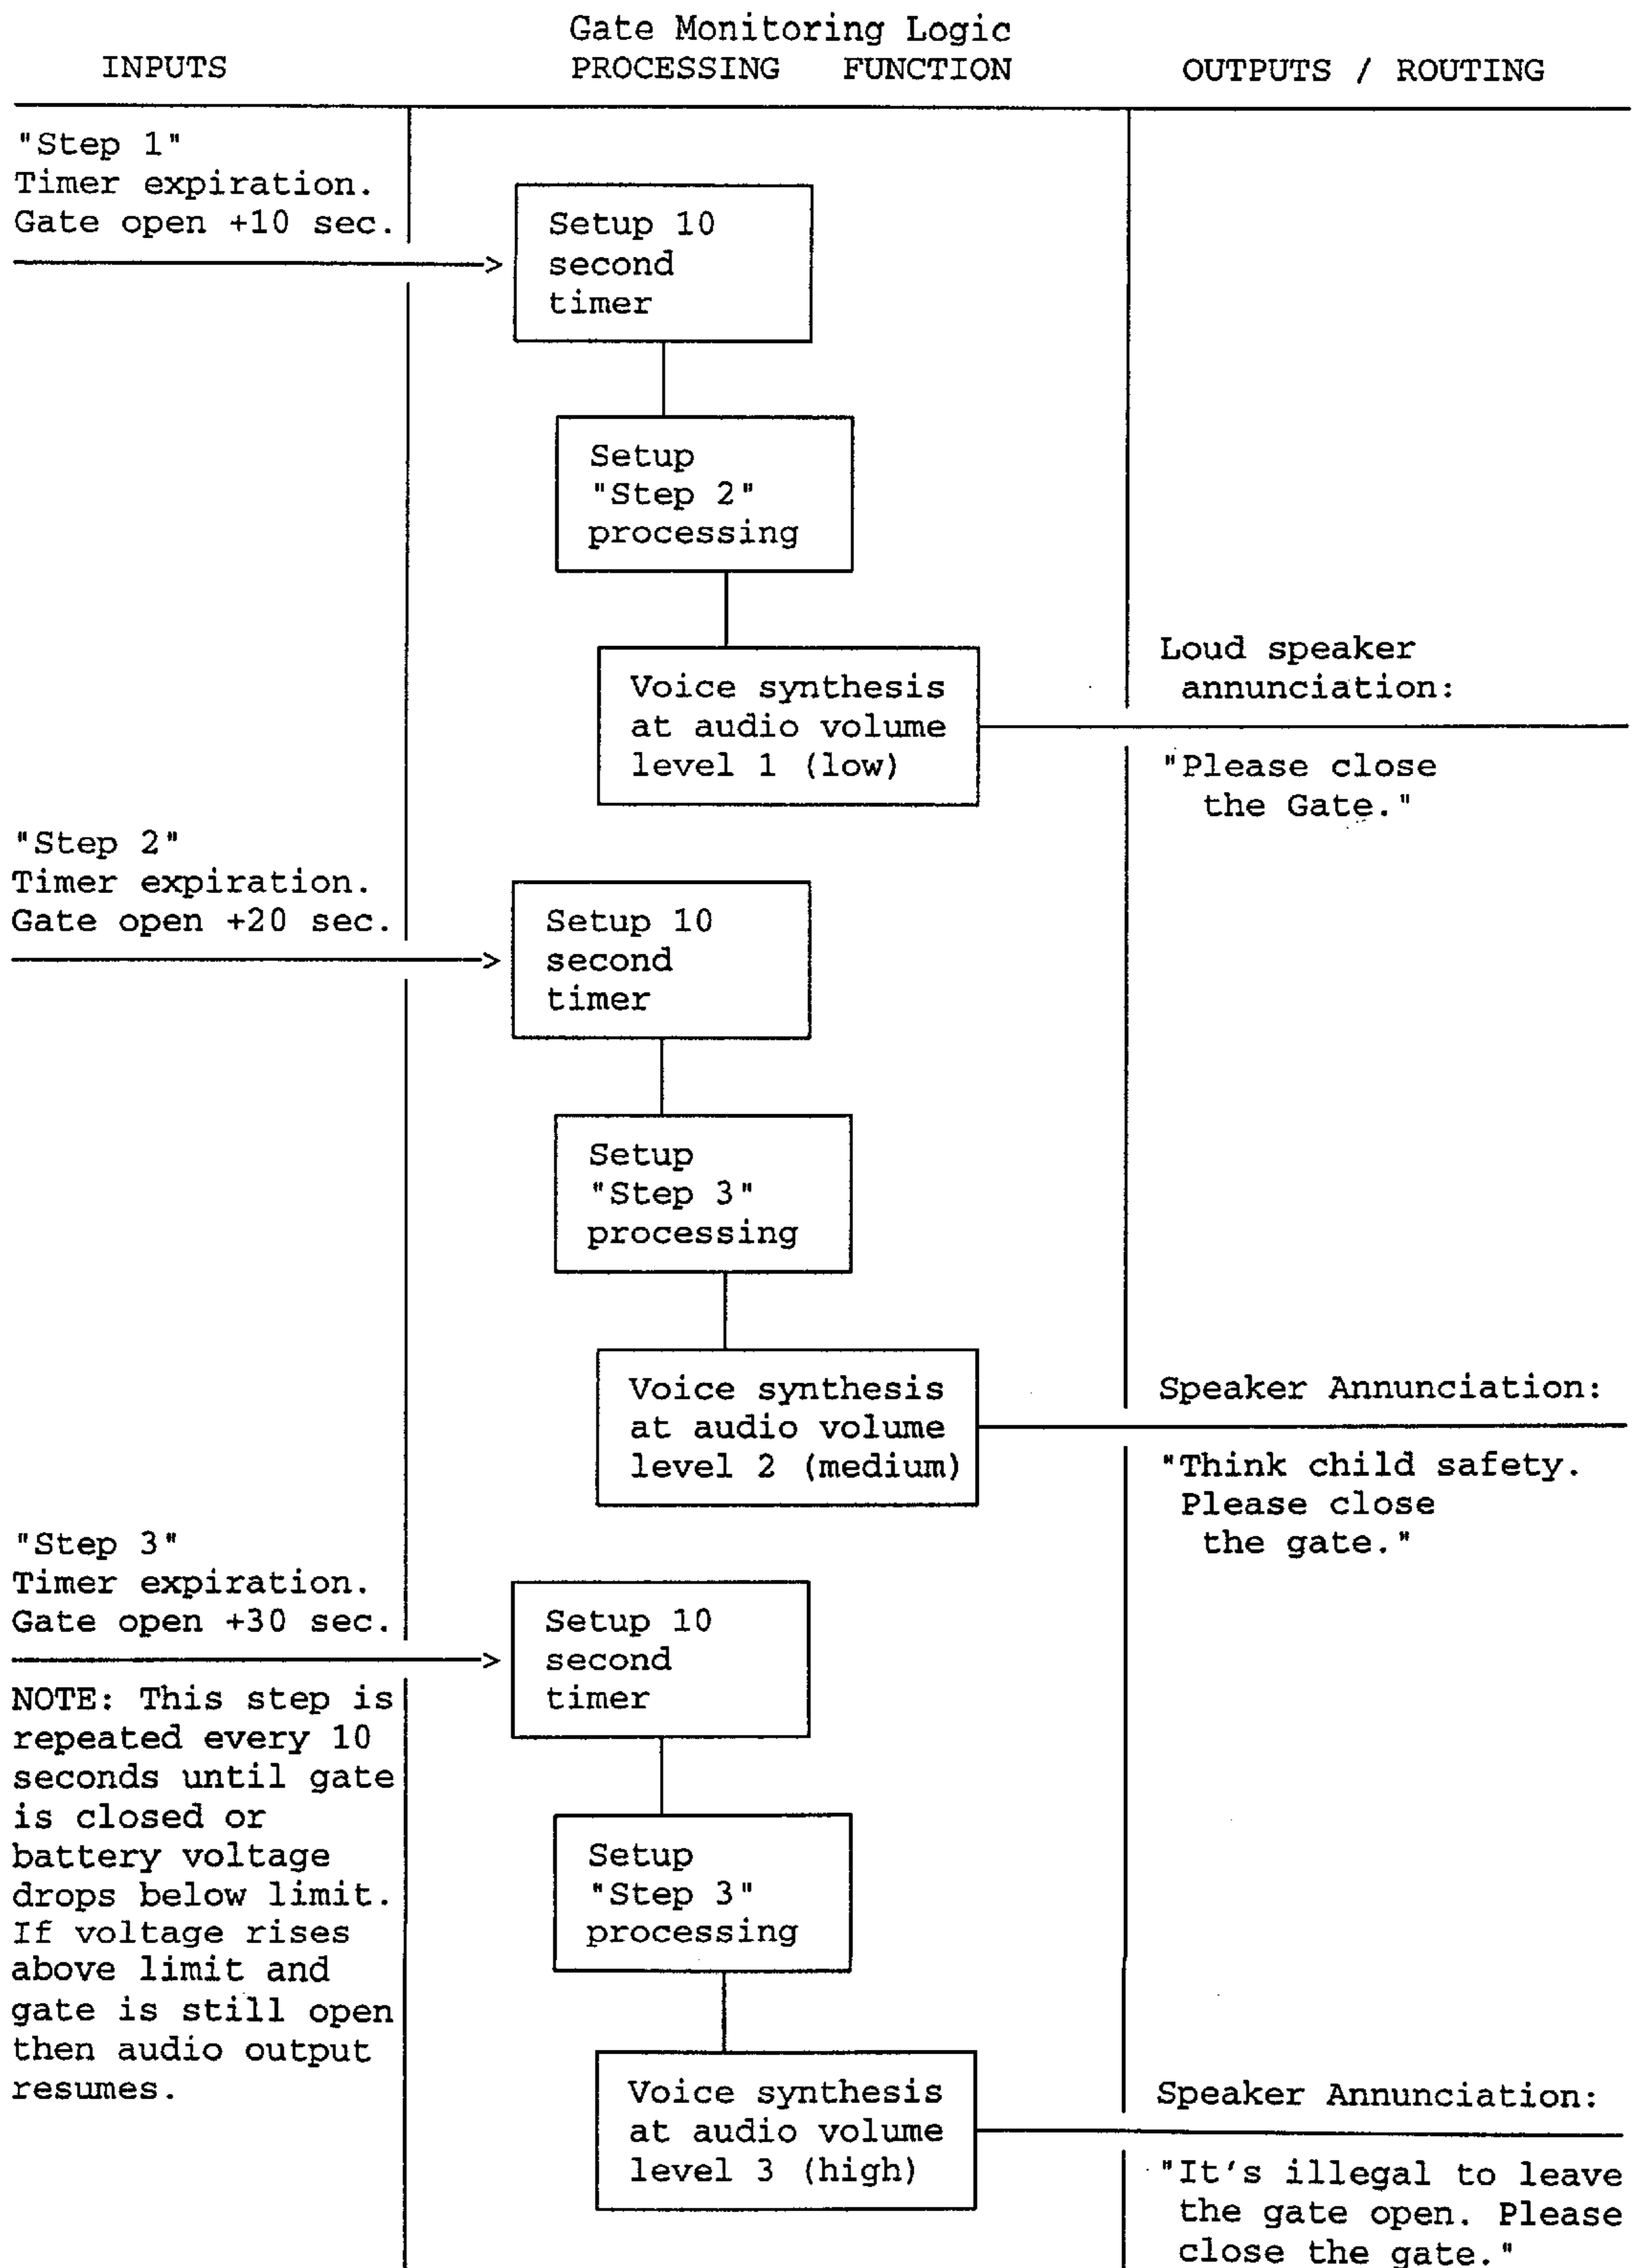 Gate Monitoring Logic
INPUTS PROCESSING FUNCTION OUTPUTS / ROUTING
"Step 1"
Timer expiration.
Gate open +10 sec.
Setup 10
second
timer
Setup
"Step 2"
processing
Voice synthesis
at audio volume
level 1 (low)
Loud speaker
annunciation:
"Please close
the Gate."
"Step 2"
Timer expiration.
Gate open +20 sec.
Setup 10
second
timer
Setup
"Step 3"
processing
Voice synthesis
at audio volume
level 2 (medium)
Speaker Annunciation:
"Think child safety.
Please close
the gate."
"Step 3"
Timer expiration.
Gate open +30 sec.
NOTE: This step is
repeated every 10
seconds until gate
is closed or
battery voltage
drops below limit.
If voltage rises
above limit and
gate is still open
then audio output
resumes.
Setup 10
second
timer
Setup
"Step 3"
processing
Voice synthesis
at audio volume
level 3 (high)
Speaker Annunciation:
"It's illegal to leave
the gate open. Please
close the gate."